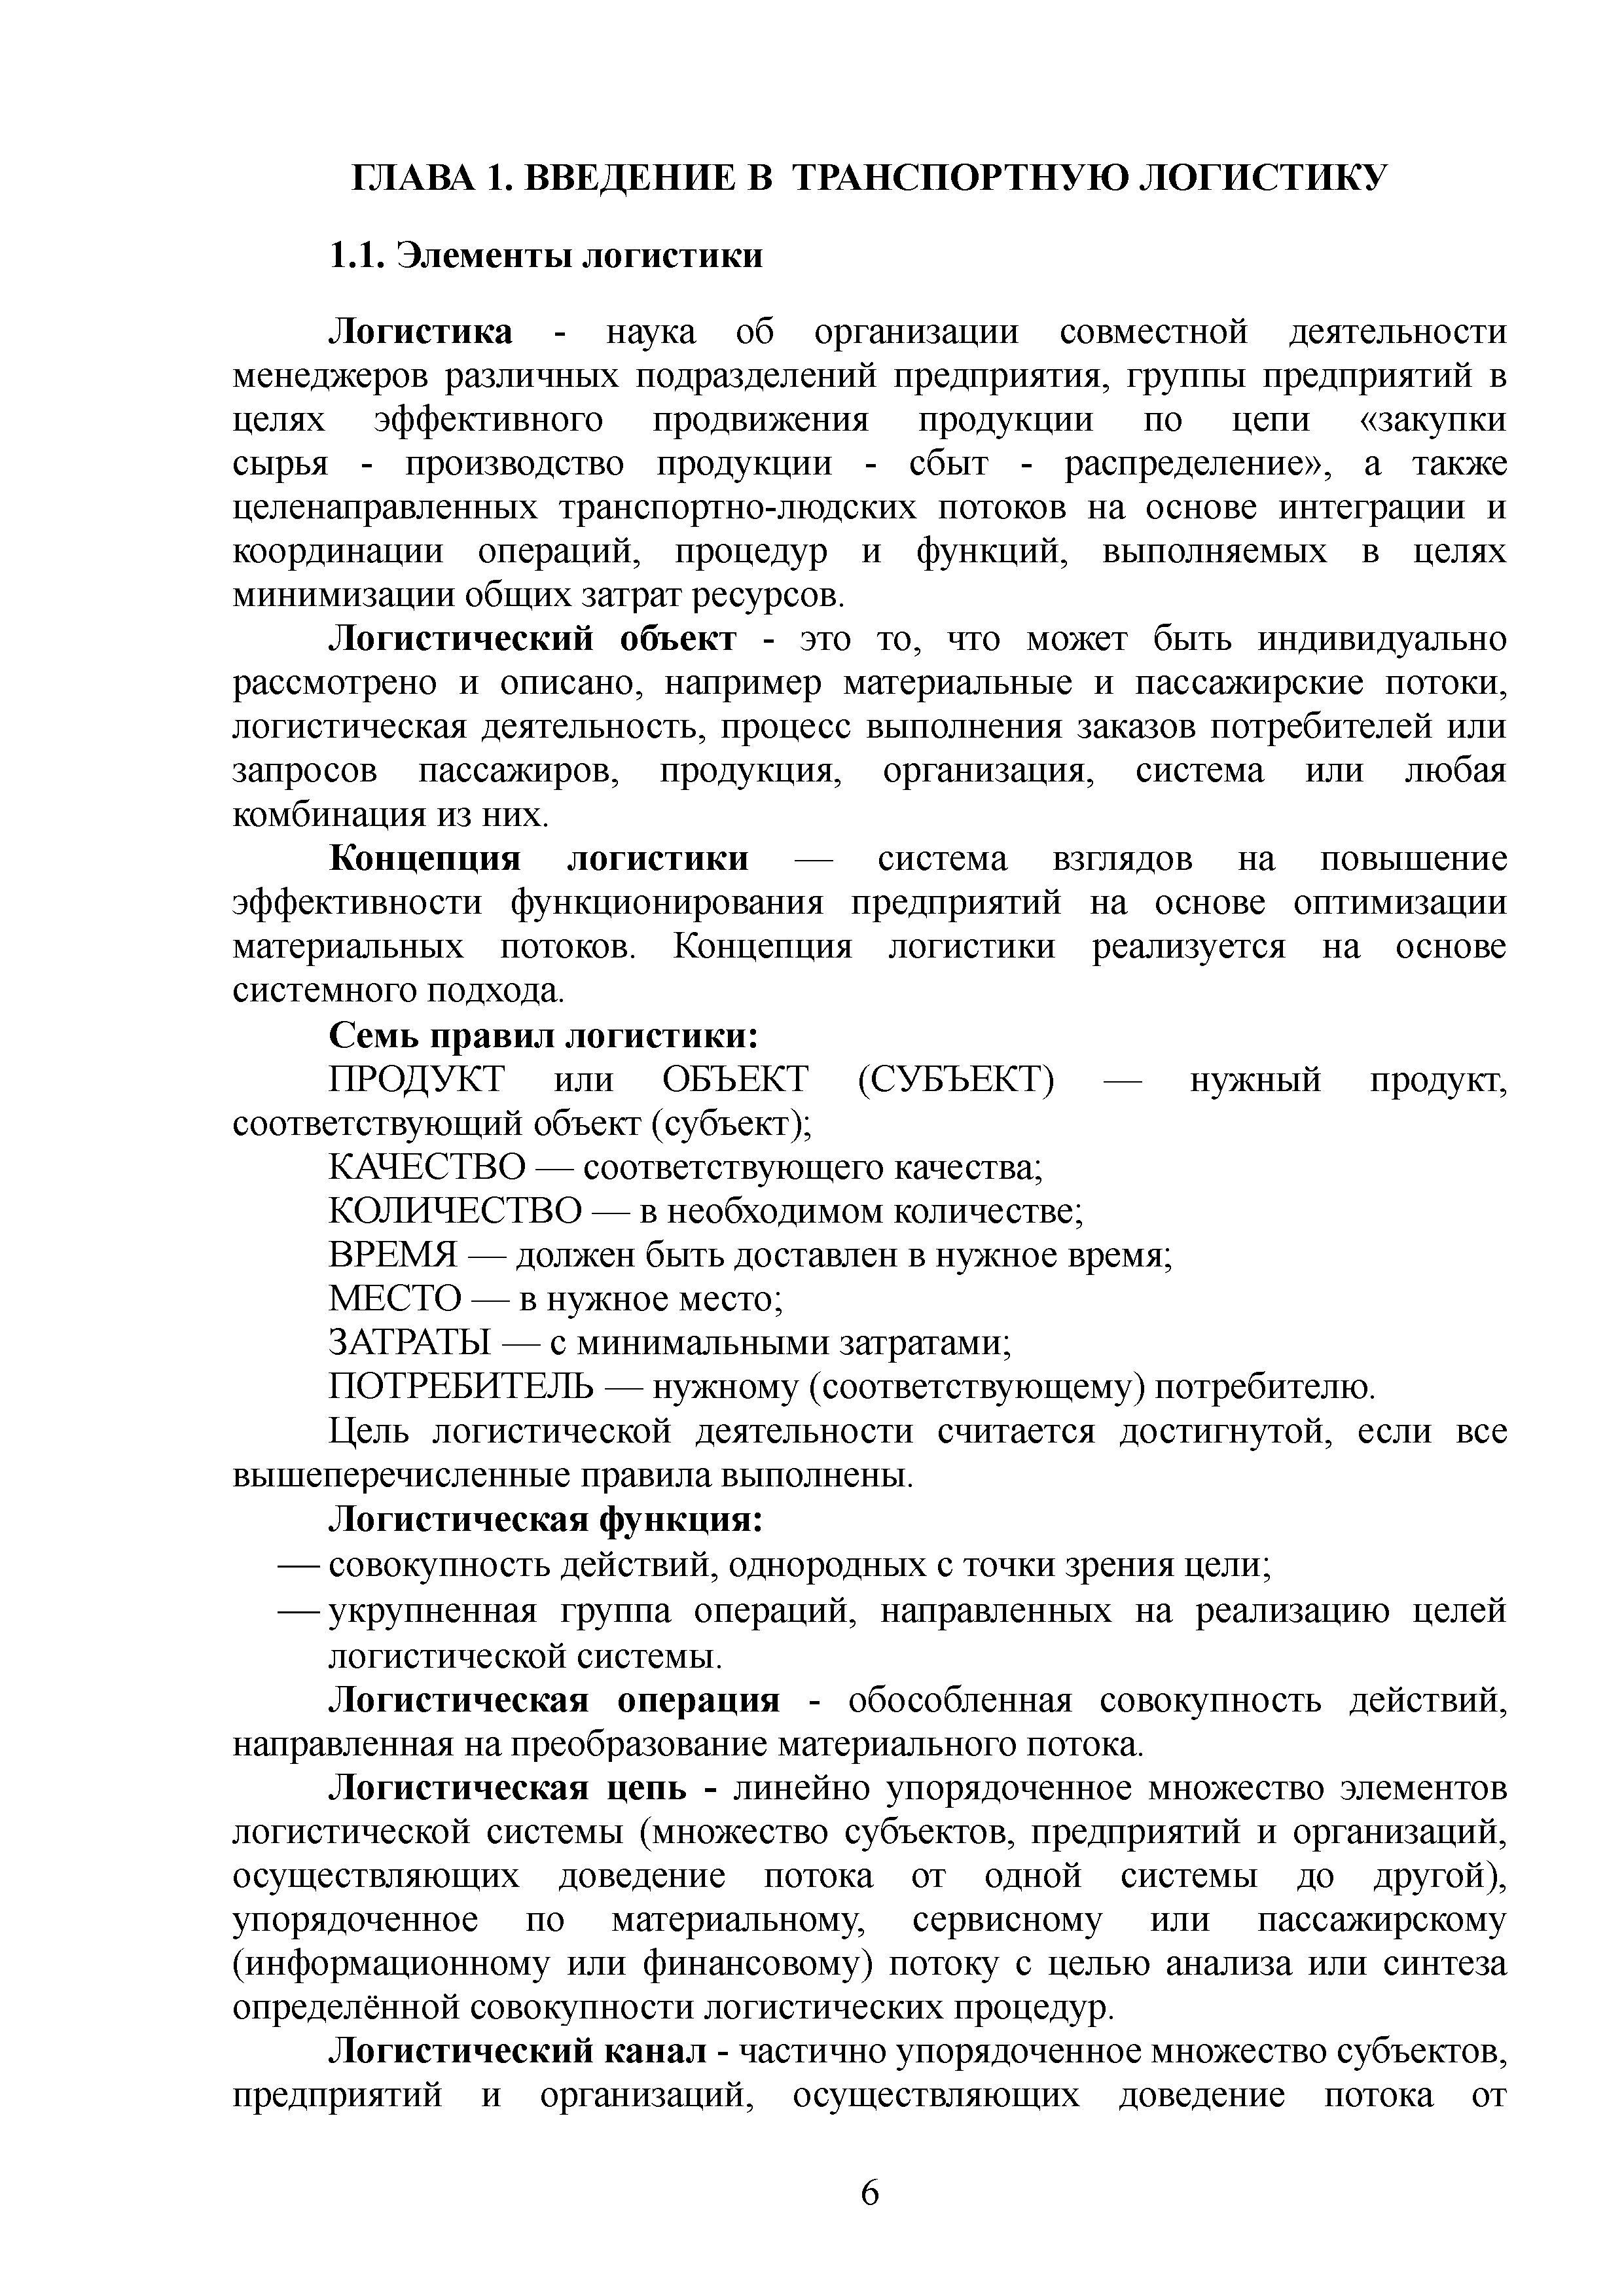 ГЛАВА 1. ВВЕДЕНИЕ В ТРАНСПОРТНУЮ ЛОГИСТИКУ
1.1. Элементы логистики
Логистика - наука об организации совместной деятельности
менеджеров различных подразделений предприятия, группы предприятий в
целях эффективного продвижения продукции по цепи «закупки
сырья - производство продукции - сбыт - распределение», а также
целенаправленных транспортно-людских потоков на основе интеграции и
координации операций, процедур и функций, выполняемых в целях
минимизации общих затрат ресурсов.
Логистический объект - это то, что может быть индивидуально
рассмотрено и описано, например материальные и пассажирские потоки,
логистическая деятельность, процесс выполнения заказов потребителей или
запросов пассажиров, продукция, организация, система или любая
комбинация из них.
Концепция логистики — система взглядов на повышение
эффективности функционирования предприятий на основе оптимизации
материальных потоков. Концепция логистики реализуется на основе
системного подхода.
Семь правил логистики:
ПРОДУКТ или ОБЪЕКТ (СУБЪЕКТ) — нужный продукт,
соответствующий объект (субъект);
КАЧЕСТВО — соответствующего качества;
КОЛИЧЕСТВО — в необходимом количестве;
ВРЕМЯ — должен быть доставлен в нужное время;
МЕСТО — в нужное место;
ЗАТРАТЫ — с минимальными затратами;
ПОТРЕБИТЕЛЬ — нужному (соответствующему) потребителю.
Цель логистической деятельности считается достигнутой, если все
вышеперечисленные правила выполнены.
Логистическая функция:
— совокупность действий, однородных с точки зрения цели;
— укрупненная группа операций, направленных на реализацию целей
логистической системы.
Логистическая операция - обособленная совокупность действий,
направленная на преобразование материального потока.
Логистическая цепь - линейно упорядоченное множество элементов
логистической системы (множество субъектов, предприятий и организаций,
осуществляющих доведение потока от одной системы до другой),
упорядоченное по материальному, сервисному или пассажирскому
(информационному или финансовому) потоку с целью анализа или синтеза
определённой совокупности логистических процедур.
Логистический канал - частично упорядоченное множество субъектов,
предприятий и организаций, осуществляющих доведение потока от
6